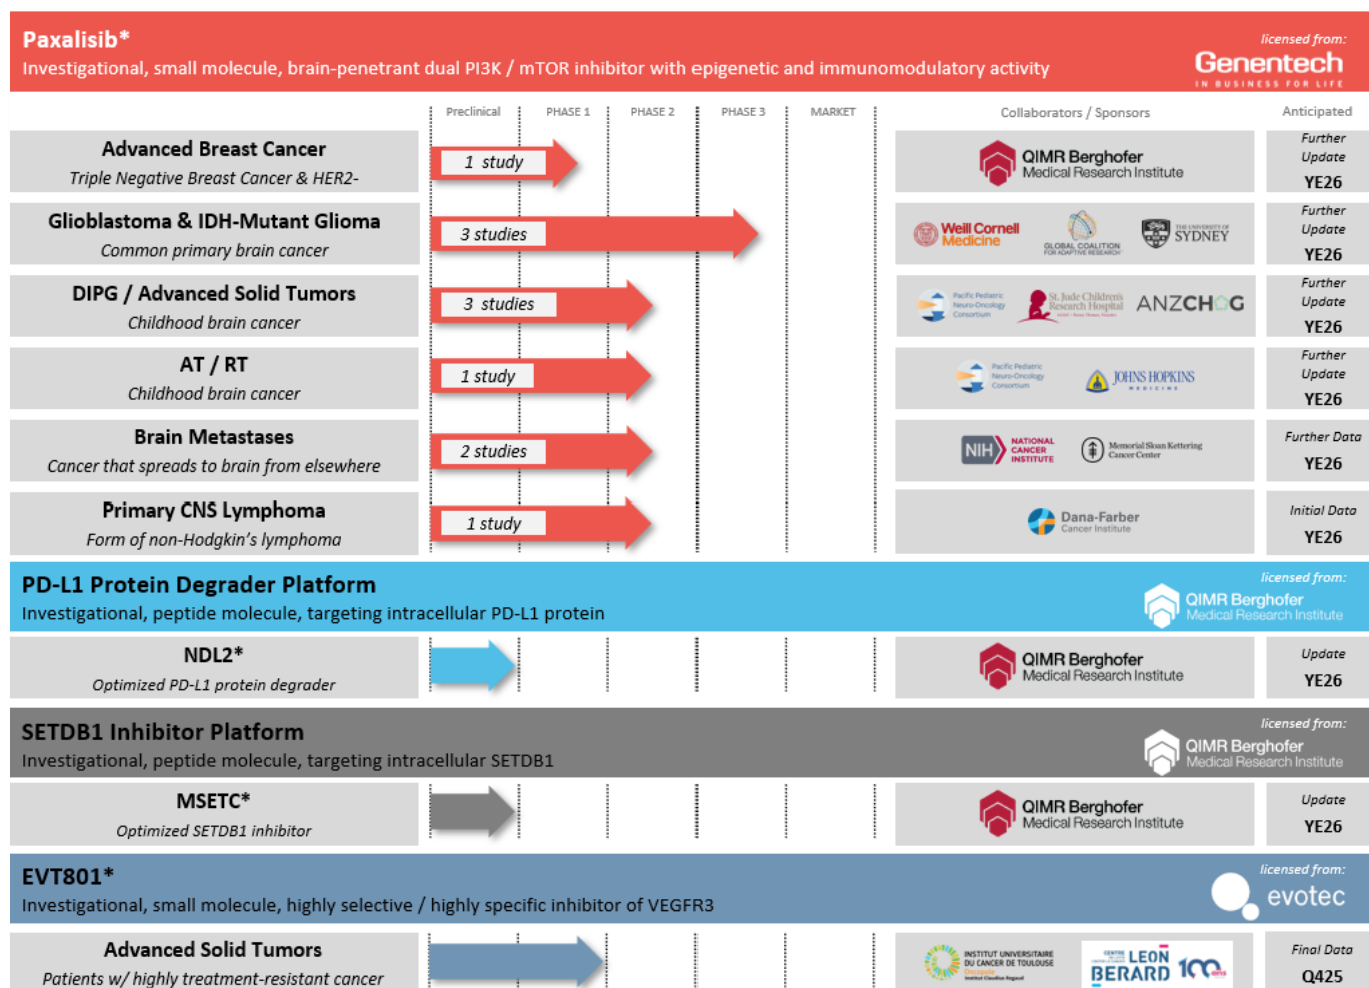 Paxalisib*
licensed from:
Investigational, small molecule, brain-penetrant dual PI3K / mTOR inhibitor with epigenetic and immunomodulatory activity
Genentech
IN BUSINESS FOR LIFE
Preclinical PHASE 1 PHASE 2 PHASE 3 MARKET Collaborators / Sponsors Anticipated
Advanced Breast Cancer
Triple Negative Breast Cancer & HER2-
1 study
QIMR Berghofer
Medical Research Institute
Further
Update
YE26
Glioblastoma & IDH-Mutant Glioma
Common primary brain cancer
3 studies
Weill Cornell
Medicine
GLOBAL COALITION
FOR ADAPTIVE RESEARCH
THE UNIVERSITY OF
SYDNEY
Further
Update
YE26
DIPG / Advanced Solid Tumors
Childhood brain cancer
3 studies
Pacific Pediatric
Neuro-Oncology
Consortium
St. Jude Children's
Research Hospital
ANZCHOG
Further
Update
YE26
AT / RT
Childhood brain cancer
1 study
Pacific Pediatric
Neuro-Oncology
Consortium
JOHNS HOPKINS
MEDICINE
Further
Update
YE26
Brain Metastases
Cancer that spreads to brain from elsewhere
2 studies
NIH
NATIONAL
CANCER
INSTITUTE
Memorial Sloan Kettering
Cancer Center
Further Data
YE26
Primary CNS Lymphoma
Form of non-Hodgkin's lymphoma
1 study
Dana-Farber
Cancer Institute
Initial Data
YE26
PD-L1 Protein Degrader Platform
Investigational, peptide molecule, targeting intracellular PD-L1 protein
licensed from:
QIMR Berghofer
Medical Research Institute
NDL2*
Optimized PD-L1 protein degrader
QIMR Berghofer
Medical Research Institute
Update
YE26
SETDB1 Inhibitor Platform
Investigational, peptide molecule, targeting intracellular SETDB1
licensed from:
QIMR Berghofer
Medical Research Institute
MSETC*
Optimized SETDB1 inhibitor
QIMR Berghofer
Medical Research Institute
Update
YE26
EVT801*
Investigational, small molecule, highly selective / highly specific inhibitor of VEGFR3
licensed from:
evotec
Advanced Solid Tumors
Patients w/ highly treatment-resistant cancer
INSTITUT UNIVERSITAIRE
DU CANCER DE TOULOUSE
Oncopole
Institut Claudius Regaud
CENTRE
LEON
BERARD
100ans
Final Data
Q425